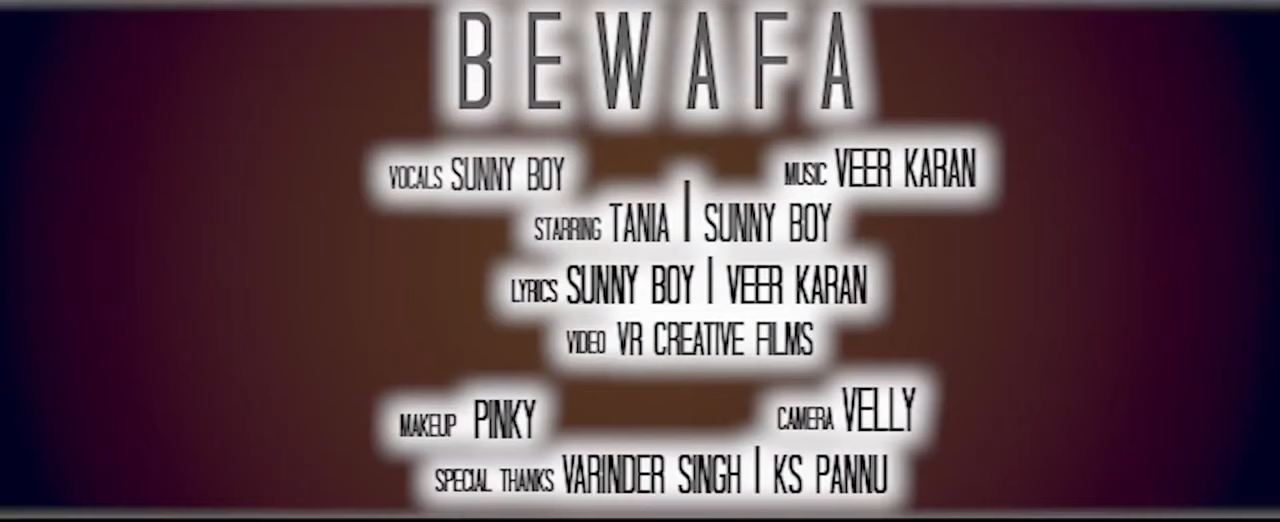 BEWAFA
VOCALS SUNNY BOY
MUSIC VEER KARAN
STARRING TANIA | SUNNY BOY
LYRICS SUNNY BOY | VEER KARAN
VIDEO VR CREATIVE FILMS
MAKEUP PINKY
CAMERA VELLY
SPECIAL THANKS VARINDER SINGH | KS PANNU